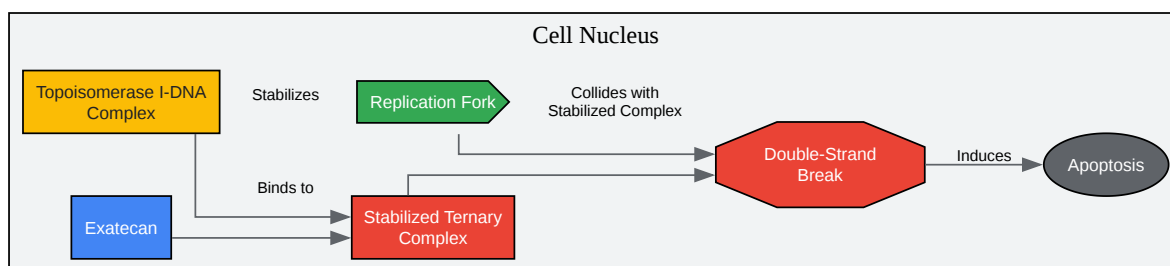 Cell Nucleus
Topoisomerase I-DNA
Complex
Stabilizes
Replication Fork
Collides with
Stabilized Complex
Double-Strand
Break
Induces
Apoptosis
Binds to
Exatecan
Stabilized Ternary
Complex